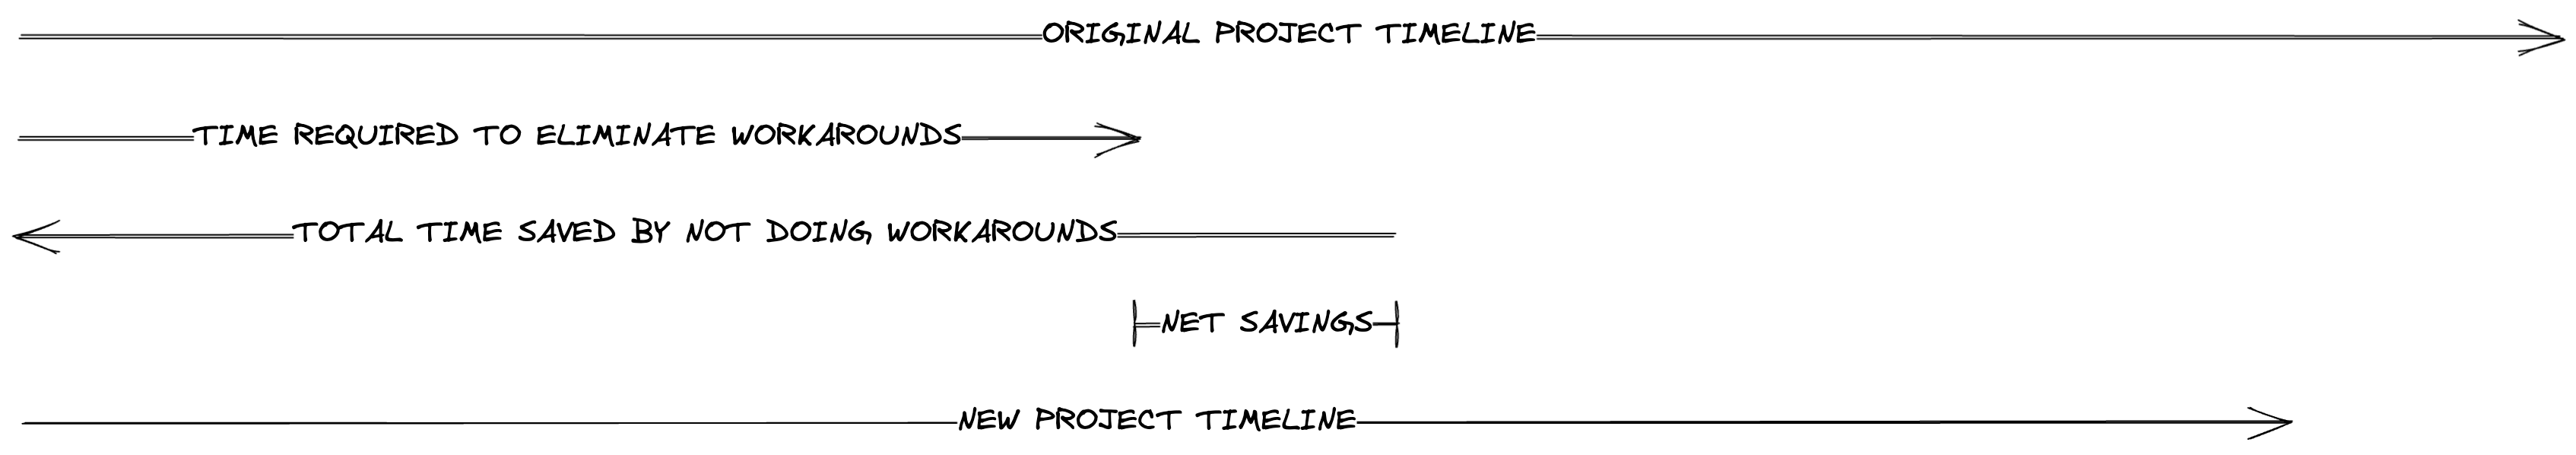 ORIGINAL PROJECT TIMELINE
TIME REQUIRED TO ELIMINATE WORKAROUNDS
TOTAL TIME SAVED BY NOT DOING WORKAROUNDS
NET SAVINGS
NEW PROJECT TIMELINE